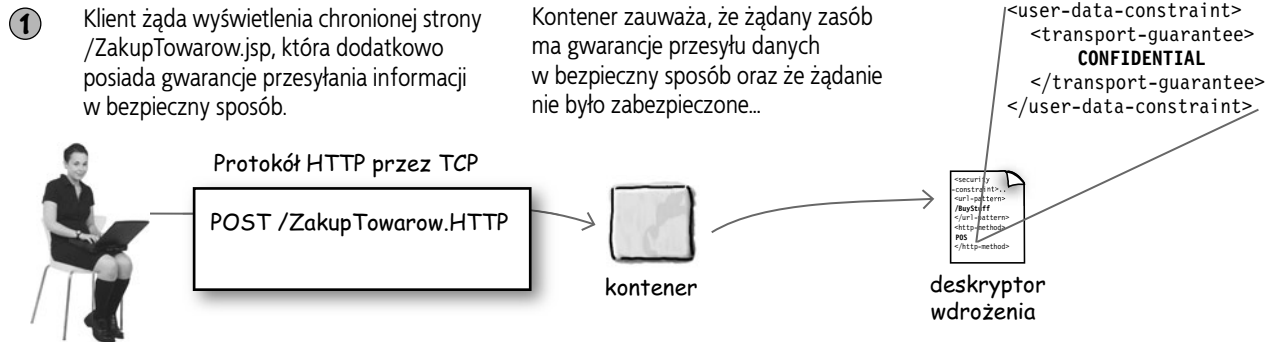 1
Klient żąda wyświetlenia chronionej strony
/ZakupTowarow.jsp, która dodatkowo
posiada gwarancje przesyłania informacji
w bezpieczny sposób.
Kontener zauważa, że żądany zasób
ma gwarancje przesyłu danych
w bezpieczny sposób oraz że żądanie
nie było zabezpieczone...
<user-data-constraint>
<transport-guarantee>
CONFIDENTIAL
</transport-guarantee>
</user-data-constraint>
Protokół HTTP przez TCP
POST /ZakupTowarow.HTTP
kontener
<security
-constraint>..
<url-pattern>
/BuyStuff
</url-pattern>
<http-method>
POS
</http-method>
deskryptor
wdrożenia